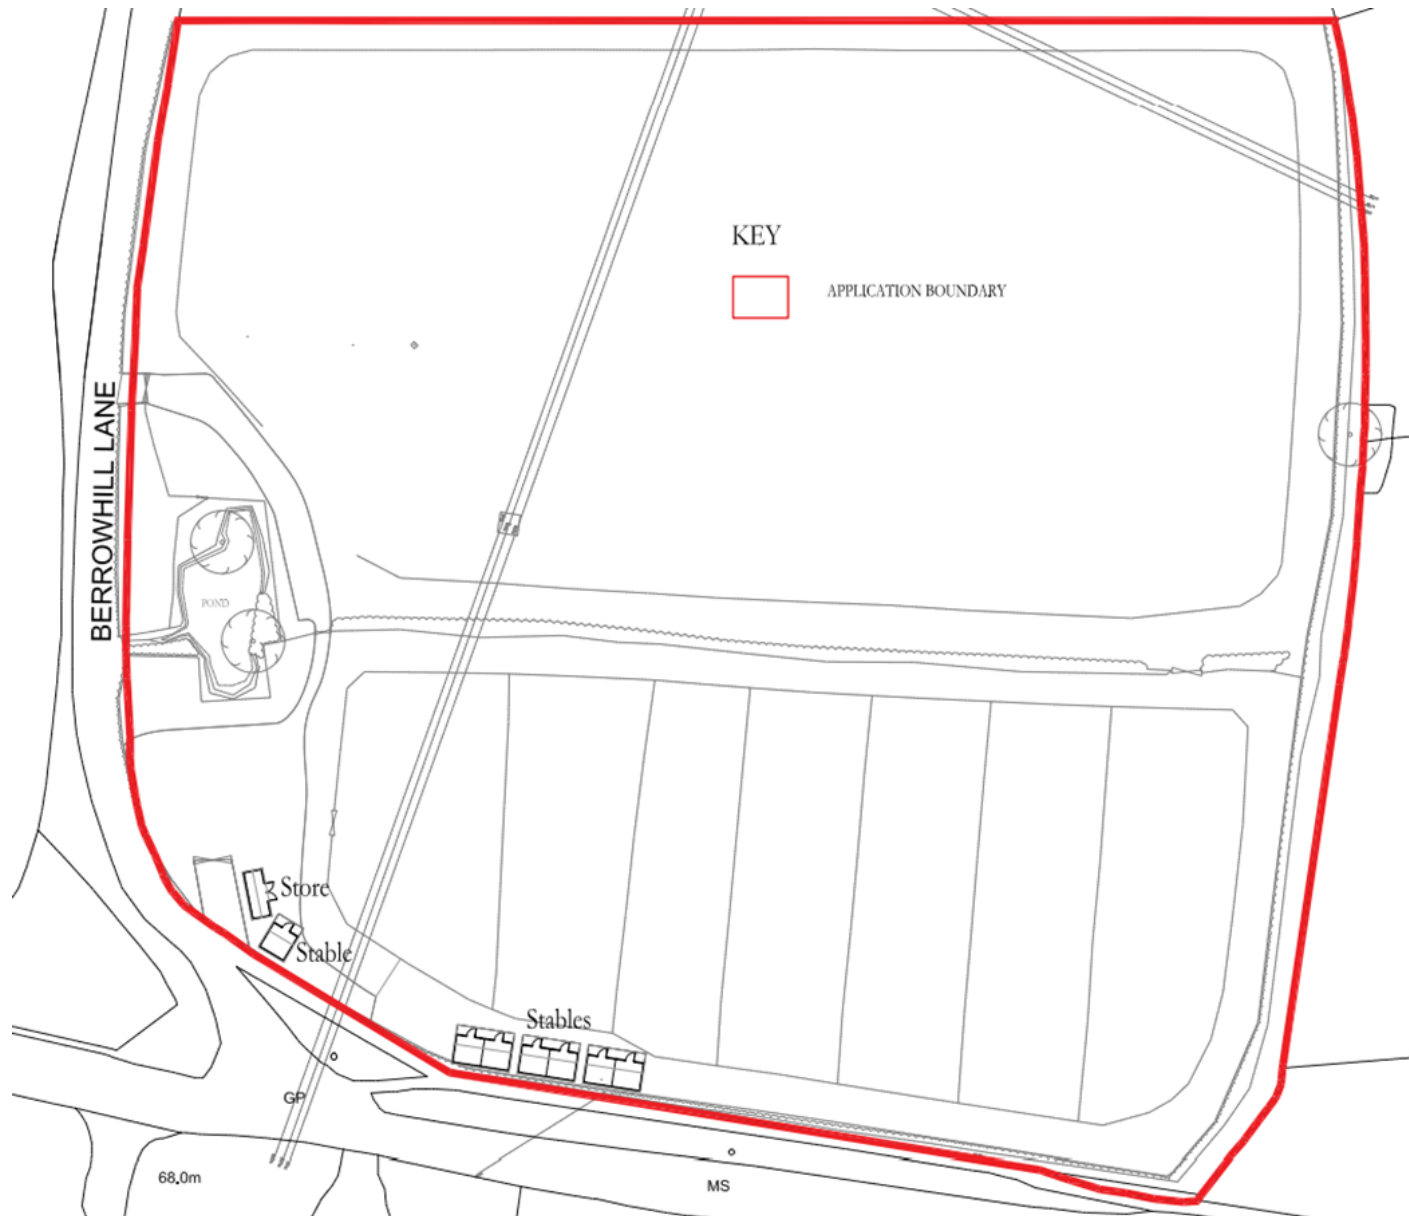 KEY
APPLICATION BOUNDARY
BERROWHILL LANE
POND
Store
Stable
Stables
GP
68.0m
MS